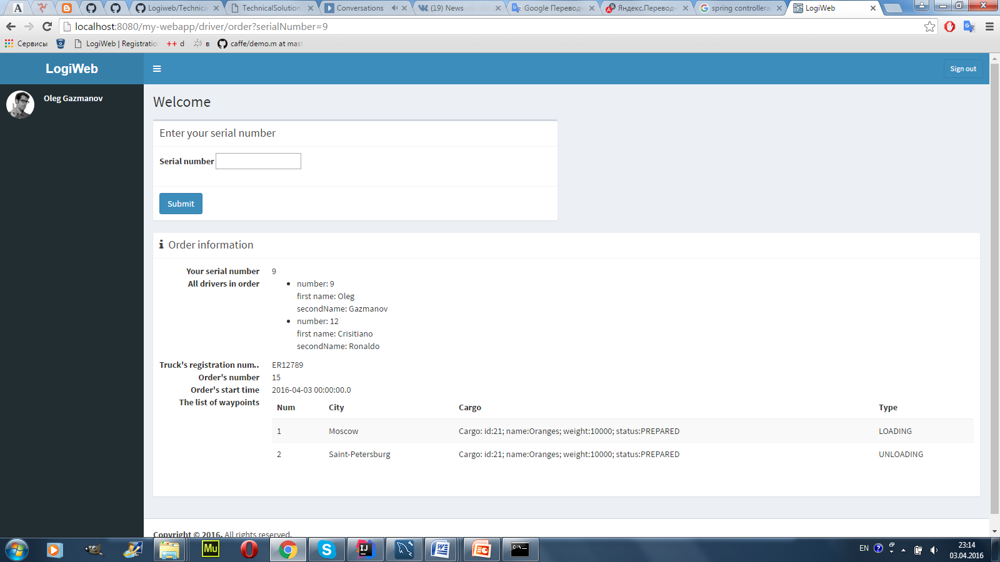 A
Logiweb/Technica
TechnicalSolution
Conversations
(19) News
Google Перевод
Яндекс.Перевод
spring controllera
LogiWeb
localhost:8080/my-webapp/driver/order?serialNumber=9
Сервисы
LogiWeb | Registratio
++ d
в
caffe/demo.m at mast
LogiWeb
Sign out
Oleg Gazmanov
Welcome
Enter your serial number
Serial number
Submit
Order information
Your serial number 9
All drivers in order
number: 9
first name: Oleg
secondName: Gazmanov
number: 12
first name: Crisitiano
secondName: Ronaldo
Truck's registration num.. ER12789
Order's number 15
Order's start time 2016-04-03 00:00:00.0
The list of waypoints
Num City Cargo Type
1 Moscow Cargo: id:21; name:Oranges; weight:10000; status:PREPARED LOADING
2 Saint-Petersburg Cargo: id:21; name:Oranges; weight:10000; status:PREPARED UNLOADING
Copyright © 2016. All rights reserved.
Mu
IJ
C:\
EN
23:14
03.04.2016